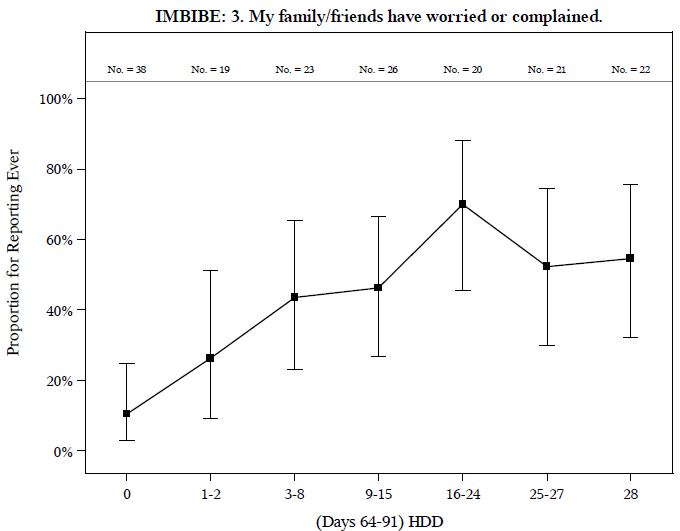 IMBIBE: 3. My family/friends have worried or complained.
No. = 38 No. = 19 No. = 23 No. = 26 No. = 20 No. = 21 No. = 22
100%
80%
60%
40%
20%
0%
Proportion for Reporting Ever
0 1-2 3-8 9-15 16-24 25-27 28
(Days 64-91) HDD